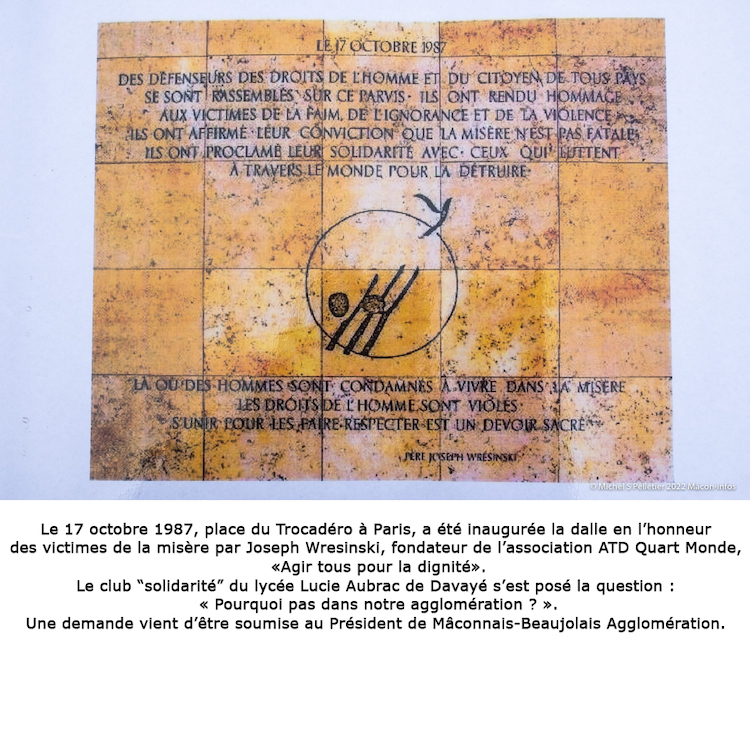 LE 17 OCTOBRE 1987
DES DÉFENSEURS DES DROITS DE L'HOMME ET DU CITOYEN DE TOUS PAYS
SE SONT RASSEMBLÉS SUR CE PARVIS· ILS ONT RENDU HOMMAGE
AUX VICTIMES DE LA FAIM, DE L'IGNORANCE ET DE LA VIOLENCE·
ILS ONT AFFIRMÉ LEUR CONVICTION QUE LA MISÈRE N'EST PAS FATALE·
ILS ONT PROCLAMÉ LEUR SOLIDARITÉ AVEC· CEUX QUI LUTTENT
À TRAVERS LE MONDE POUR LA DÉTRUIRE·
LÀ OÙ DES HOMMES SONT CONDAMNÉS À VIVRE DANS LA MISÈRE
LES DROITS DE L'HOMME SONT VIOLÉS·
S'UNIR POUR LES FAIRE RESPECTER EST UN DEVOIR SACRÉ·
PÈRE JOSEPH WRESINSKI
© Michel S Pelletier 2022 Macon-Infos
Le 17 octobre 1987, place du Trocadéro à Paris, a été inaugurée la dalle en l'honneur
des victimes de la misère par Joseph Wresinski, fondateur de l'association ATD Quart Monde,
«Agir tous pour la dignité».
Le club "solidarité" du lycée Lucie Aubrac de Davayé s'est posé la question :
« Pourquoi pas dans notre agglomération ? ».
Une demande vient d'être soumise au Président de Mâconnais-Beaujolais Agglomération.